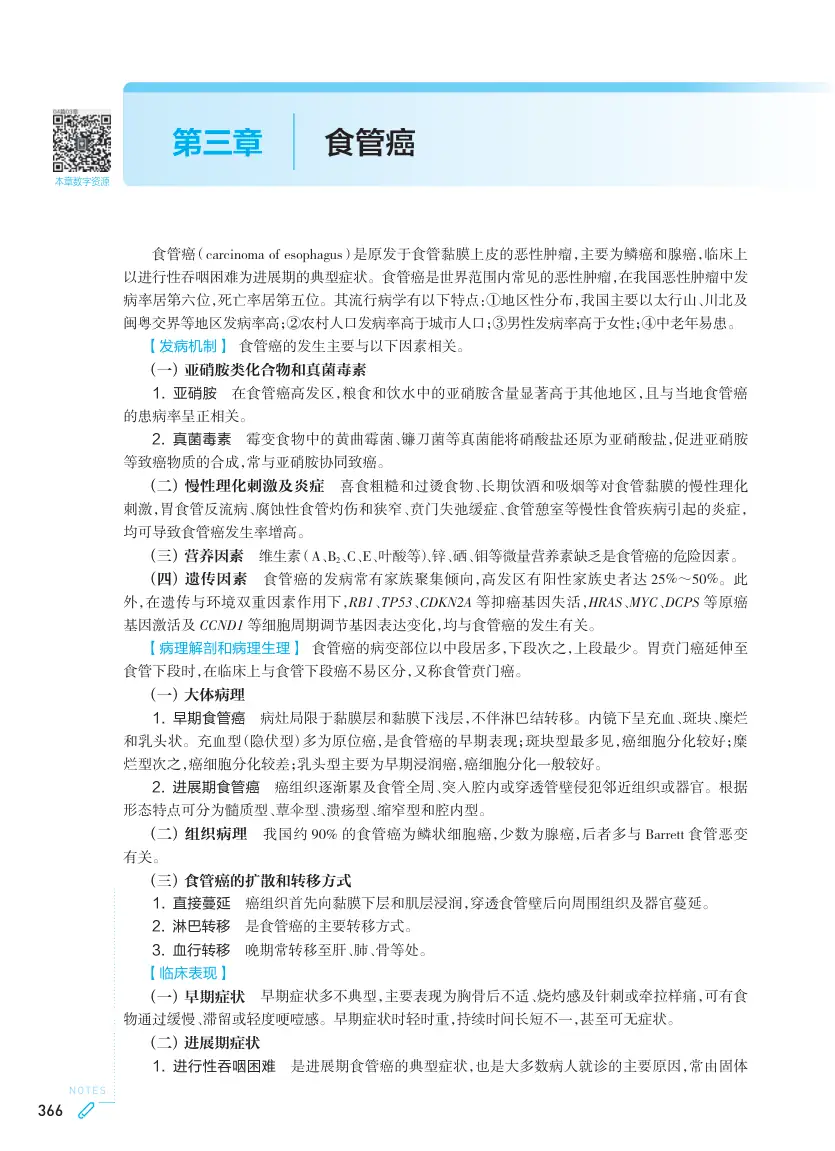 第三章
食管癌
本章数字资源
食管癌（carcinoma of esophagus）是原发于食管黏膜上皮的恶性肿瘤，主要为鳞癌和腺癌，临床上
以进行性吞咽困难为进展期的典型症状。食管癌是世界范围内常见的恶性肿瘤，在我国恶性肿瘤中发
病率居第六位，死亡率居第五位。其流行病学有以下特点：①地区性分布，我国主要以太行山、川北及
闽粤交界等地区发病率高；②农村人口发病率高于城市人口；③男性发病率高于女性；④中老年易患。
【发病机制】 食管癌的发生主要与以下因素相关。
（一）亚硝胺类化合物和真菌毒素
1. 亚硝胺 在食管癌高发区，粮食和饮水中的亚硝胺含量显著高于其他地区，且与当地食管癌
的患病率呈正相关。
2. 真菌毒素 霉变食物中的黄曲霉菌、镰刀菌等真菌能将硝酸盐还原为亚硝酸盐，促进亚硝胺
等致癌物质的合成，常与亚硝胺协同致癌。
（二）慢性理化刺激及炎症 喜食粗糙和过烫食物、长期饮酒和吸烟等对食管黏膜的慢性理化
刺激，胃食管反流病、腐蚀性食管灼伤和狭窄、贲门失弛缓症、食管憩室等慢性食管疾病引起的炎症，
均可导致食管癌发生率增高。
（三）营养因素 维生素（A、B₂、C、E、叶酸等）、锌、硒、钼等微量营养素缺乏是食管癌的危险因素。
（四）遗传因素 食管癌的发病常有家族聚集倾向，高发区有阳性家族史者达 25%～50%。此
外，在遗传与环境双重因素作用下，RB1、TP53、CDKN2A 等抑癌基因失活，HRAS、MYC、DCPS 等原癌
基因激活及 CCND1 等细胞周期调节基因表达变化，均与食管癌的发生有关。
【病理解剖和病理生理】 食管癌的病变部位以中段居多，下段次之，上段最少。胃贲门癌延伸至
食管下段时，在临床上与食管下段癌不易区分，又称食管贲门癌。
（一）大体病理
1. 早期食管癌 病灶局限于黏膜层和黏膜下浅层，不伴淋巴结转移。内镜下呈充血、斑块、糜烂
和乳头状。充血型（隐伏型）多为原位癌，是食管癌的早期表现；斑块型最多见，癌细胞分化较好；糜
烂型次之，癌细胞分化较差；乳头型主要为早期浸润癌，癌细胞分化一般较好。
2. 进展期食管癌 癌组织逐渐累及食管全周、突入腔内或穿透管壁侵犯邻近组织或器官。根据
形态特点可分为髓质型、蕈伞型、溃疡型、缩窄型和腔内型。
（二）组织病理 我国约 90% 的食管癌为鳞状细胞癌，少数为腺癌，后者多与 Barrett 食管恶变
有关。
（三）食管癌的扩散和转移方式
1. 直接蔓延 癌组织首先向黏膜下层和肌层浸润，穿透食管壁后向周围组织及器官蔓延。
2. 淋巴转移 是食管癌的主要转移方式。
3. 血行转移 晚期常转移至肝、肺、骨等处。
【临床表现】
（一）早期症状 早期症状多不典型，主要表现为胸骨后不适、烧灼感及针刺或牵拉样痛，可有食
物通过缓慢、滞留或轻度哽噎感。早期症状时轻时重，持续时间长短不一，甚至可无症状。
（二）进展期症状
1. 进行性吞咽困难 是进展期食管癌的典型症状，也是大多数病人就诊的主要原因，常由固体
NOTES
366